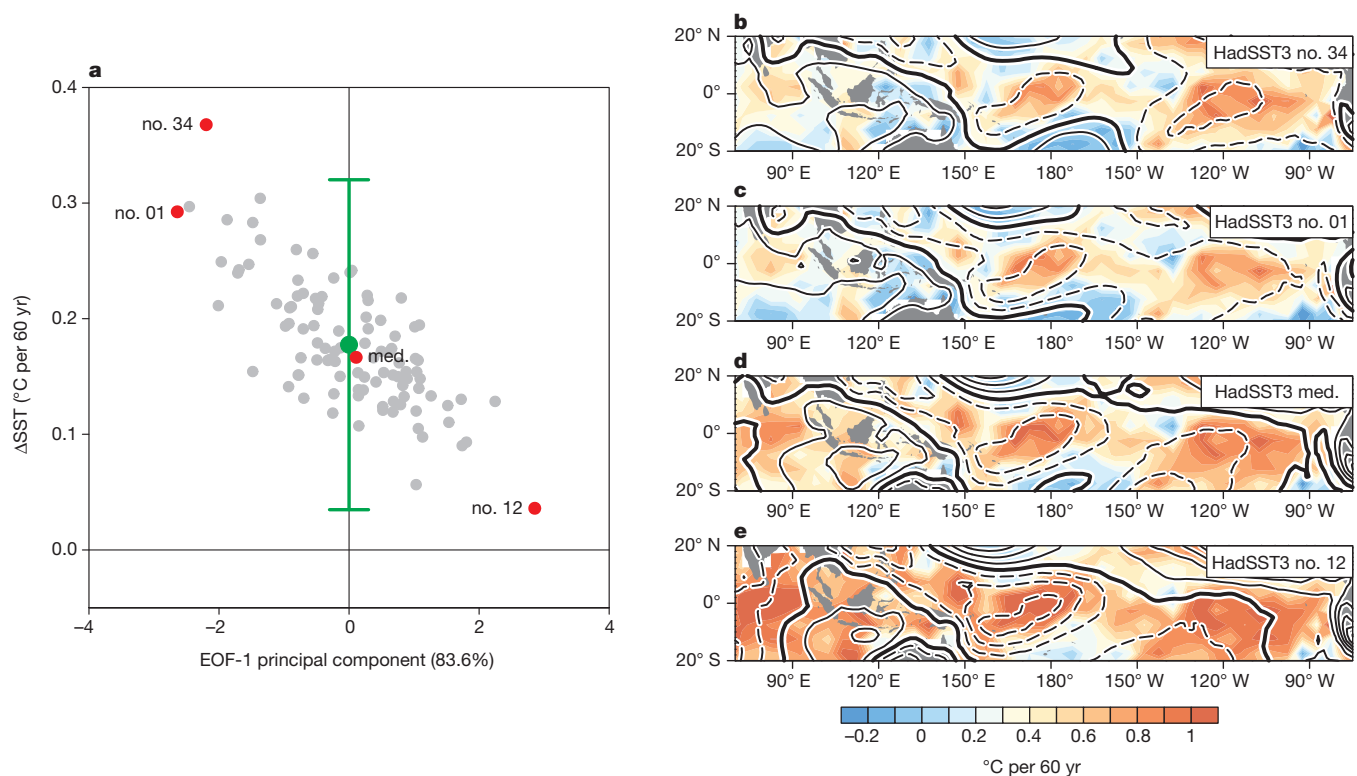 a
0.4
0.3
0.2
0.1
0.0
ΔSST (°C per 60 yr)
no. 34
no. 01
med.
no. 12
–4
–2
0
2
4
EOF-1 principal component (83.6%)
b
20° N
0°
20° S
HadSST3 no. 34
90° E 120° E 150° E 180° 150° W 120° W 90° W
c
20° N
0°
20° S
HadSST3 no. 01
90° E 120° E 150° E 180° 150° W 120° W 90° W
d
20° N
0°
20° S
HadSST3 med.
90° E 120° E 150° E 180° 150° W 120° W 90° W
e
20° N
0°
20° S
HadSST3 no. 12
90° E 120° E 150° E 180° 150° W 120° W 90° W
–0.2 0 0.2 0.4 0.6 0.8 1
°C per 60 yr